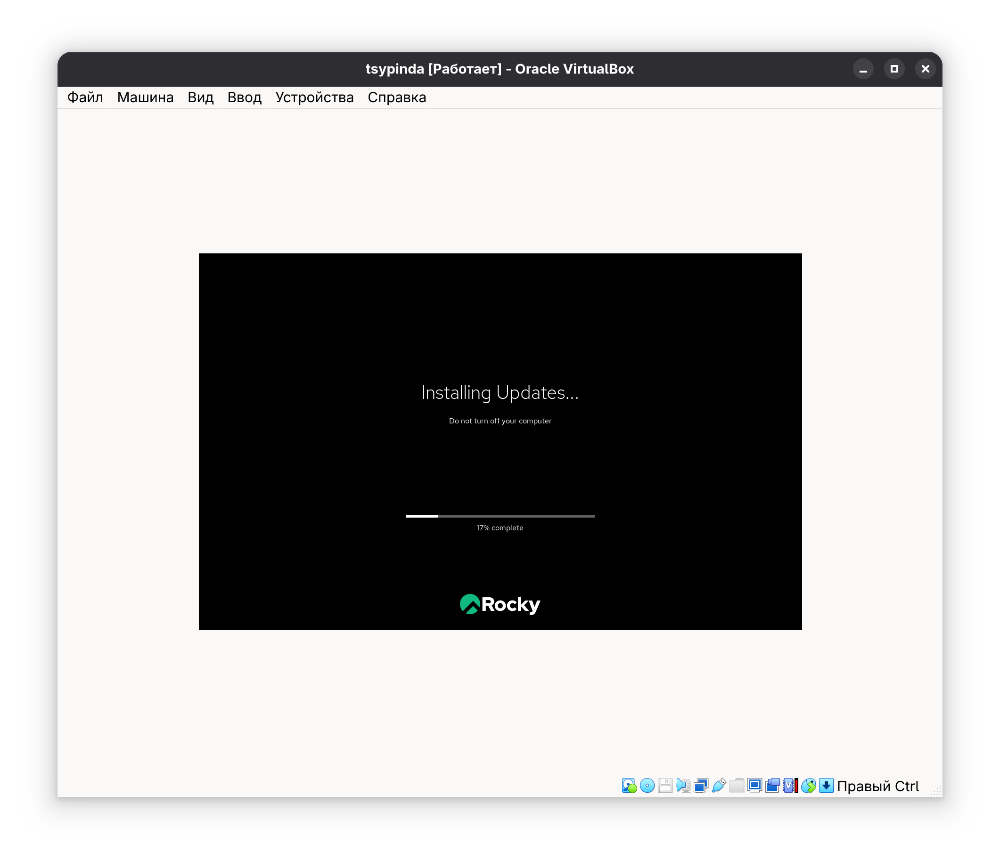 tsypinda [Работает] - Oracle VirtualBox
Файл Машина Вид Ввод Устройства Справка
Installing Updates...
Do not turn off your computer
17% complete
Rocky
Правый Ctrl